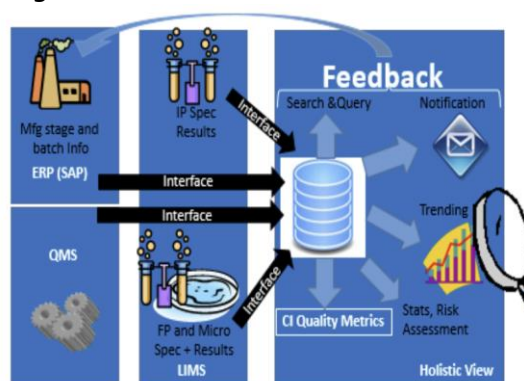 Feedback
Search &Query
Notification
IP Spec
Results
Interface
Mfg stage and
batch Info
ERP (SAP)
Interface
Interface
Trending
QMS
Interface
FP and Micro
Spec + Results
LIMS
CI Quality Metrics
Stats, Risk
Assessment
Holistic View